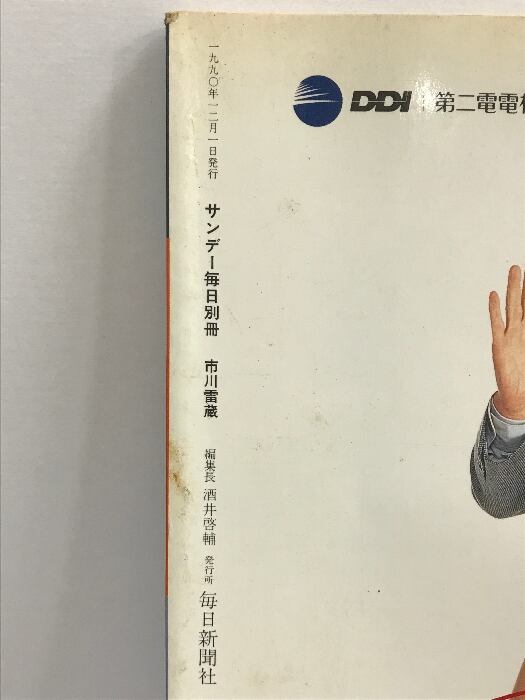 DDI 第二電電
一九九〇年一二月一日発行 サンデー毎日別冊 市川雷蔵 編集長 酒井啓輔 発行所 毎日新聞社